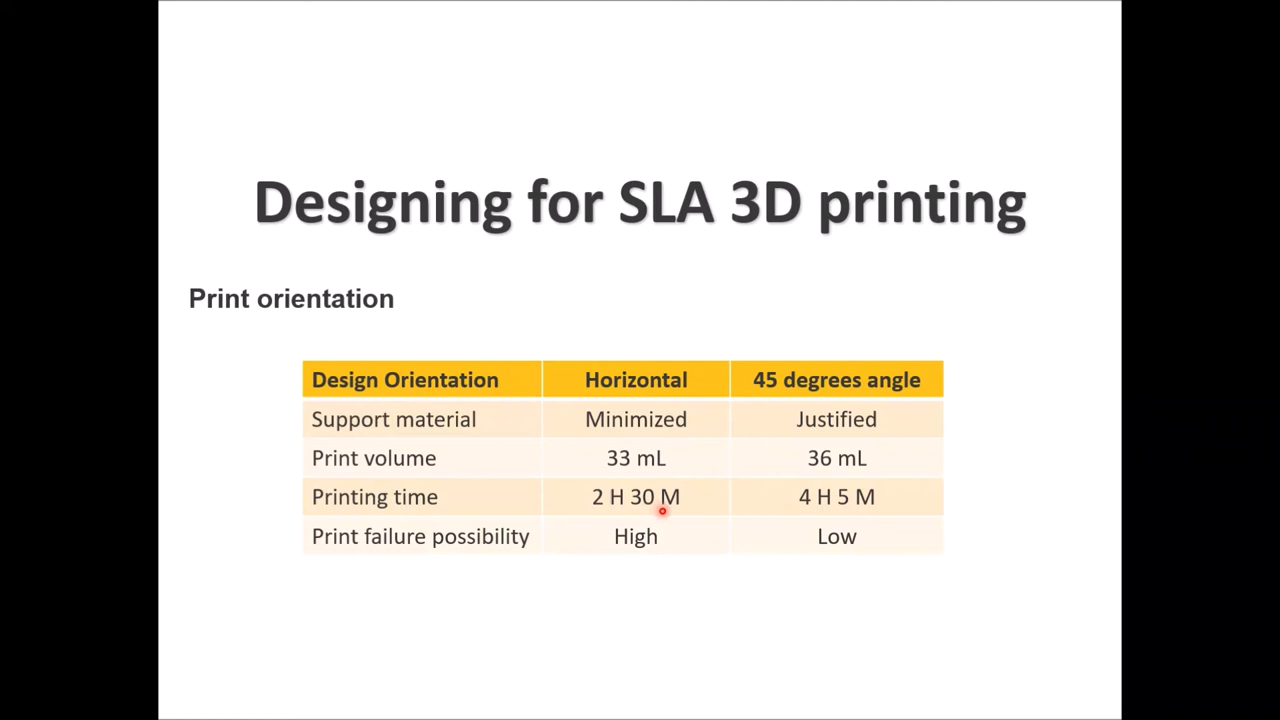 Designing for SLA 3D printing
Print orientation
Design Orientation Horizontal 45 degrees angle
Support material Minimized Justified
Print volume 33 mL 36 mL
Printing time 2 H 30 M 4 H 5 M
Print failure possibility High Low